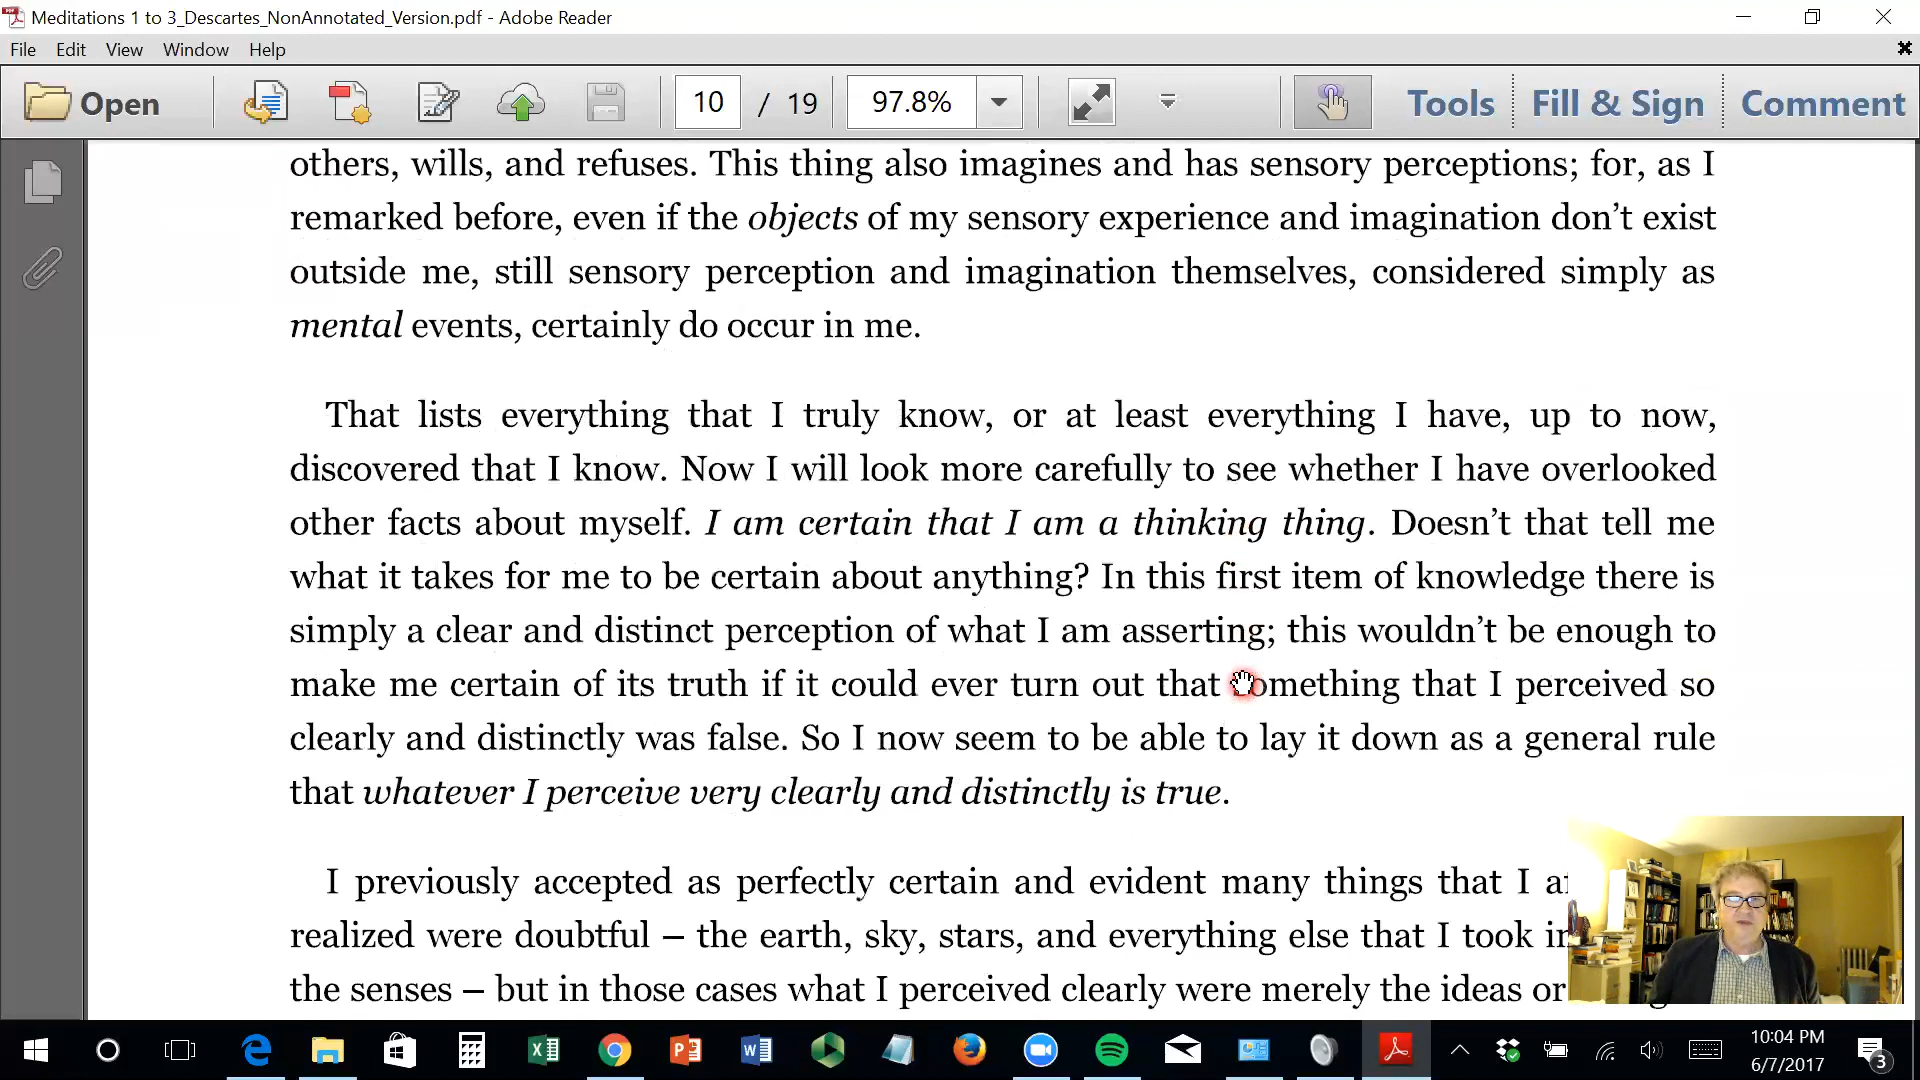 Meditations 1 to 3_Descartes_NonAnnotated_Version.pdf - Adobe Reader
File Edit View Window Help
Open 10 / 19 97.8% Tools Fill & Sign Comment
others, wills, and refuses. This thing also imagines and has sensory perceptions; for, as I
remarked before, even if the objects of my sensory experience and imagination don’t exist
outside me, still sensory perception and imagination themselves, considered simply as
mental events, certainly do occur in me.
That lists everything that I truly know, or at least everything I have, up to now,
discovered that I know. Now I will look more carefully to see whether I have overlooked
other facts about myself. I am certain that I am a thinking thing. Doesn’t that tell me
what it takes for me to be certain about anything? In this first item of knowledge there is
simply a clear and distinct perception of what I am asserting; this wouldn’t be enough to
make me certain of its truth if it could ever turn out that something that I perceived so
clearly and distinctly was false. So I now seem to be able to lay it down as a general rule
that whatever I perceive very clearly and distinctly is true.
I previously accepted as perfectly certain and evident many things that I
realized were doubtful – the earth, sky, stars, and everything else that I took
the senses – but in those cases what I perceived clearly were merely the ideas or
10:04 PM
6/7/2017
3